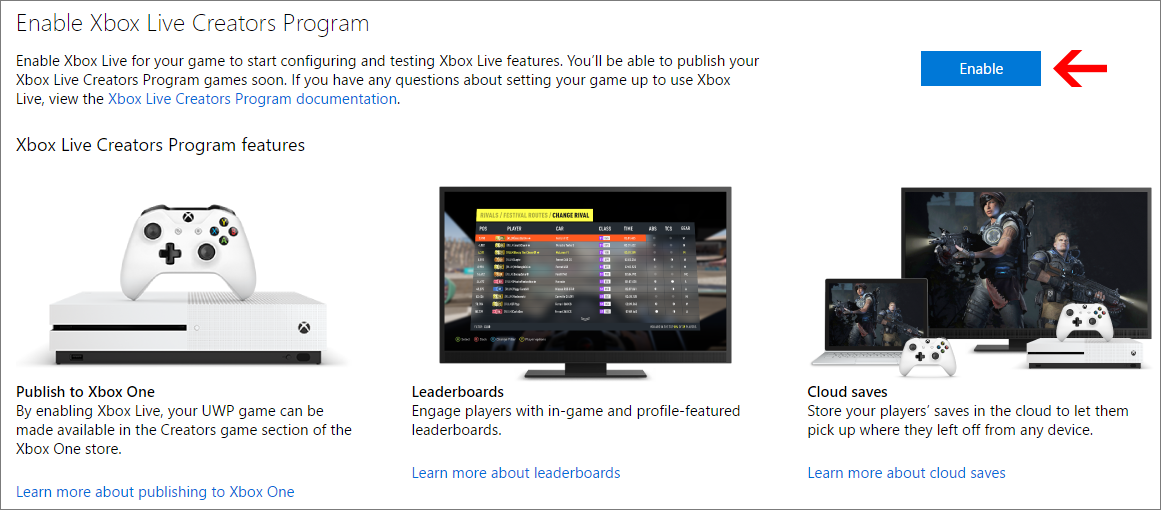 Enable Xbox Live Creators Program
Enable Xbox Live for your game to start configuring and testing Xbox Live features. You'll be able to publish your
Xbox Live Creators Program games soon. If you have any questions about setting your game up to use Xbox
Live, view the Xbox Live Creators Program documentation.
Enable
Xbox Live Creators Program features
RIVALS / FESTIVAL ROUTES / CHANGE RIVAL
POS PLAYER CAR CLASS TIME ABS TCS GEAR
Publish to Xbox One
By enabling Xbox Live, your UWP game can be
made available in the Creators game section of the
Xbox One store.
Learn more about publishing to Xbox One
Leaderboards
Engage players with in-game and profile-featured
leaderboards.
Learn more about leaderboards
Cloud saves
Store your players' saves in the cloud to let them
pick up where they left off from any device.
Learn more about cloud saves